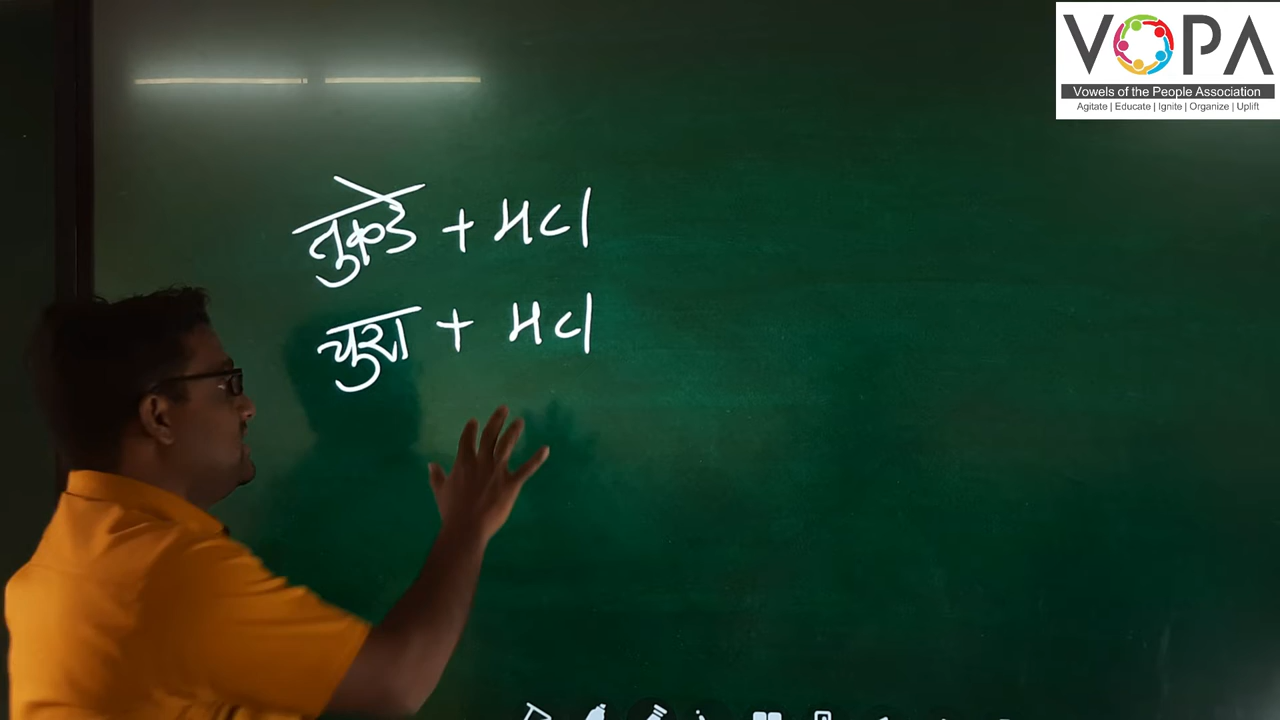 VOPA
Vowels of the People Association
Agitate | Educate | Ignite | Organize | Uplift
तुकडे + HCl
चुरा + HCl